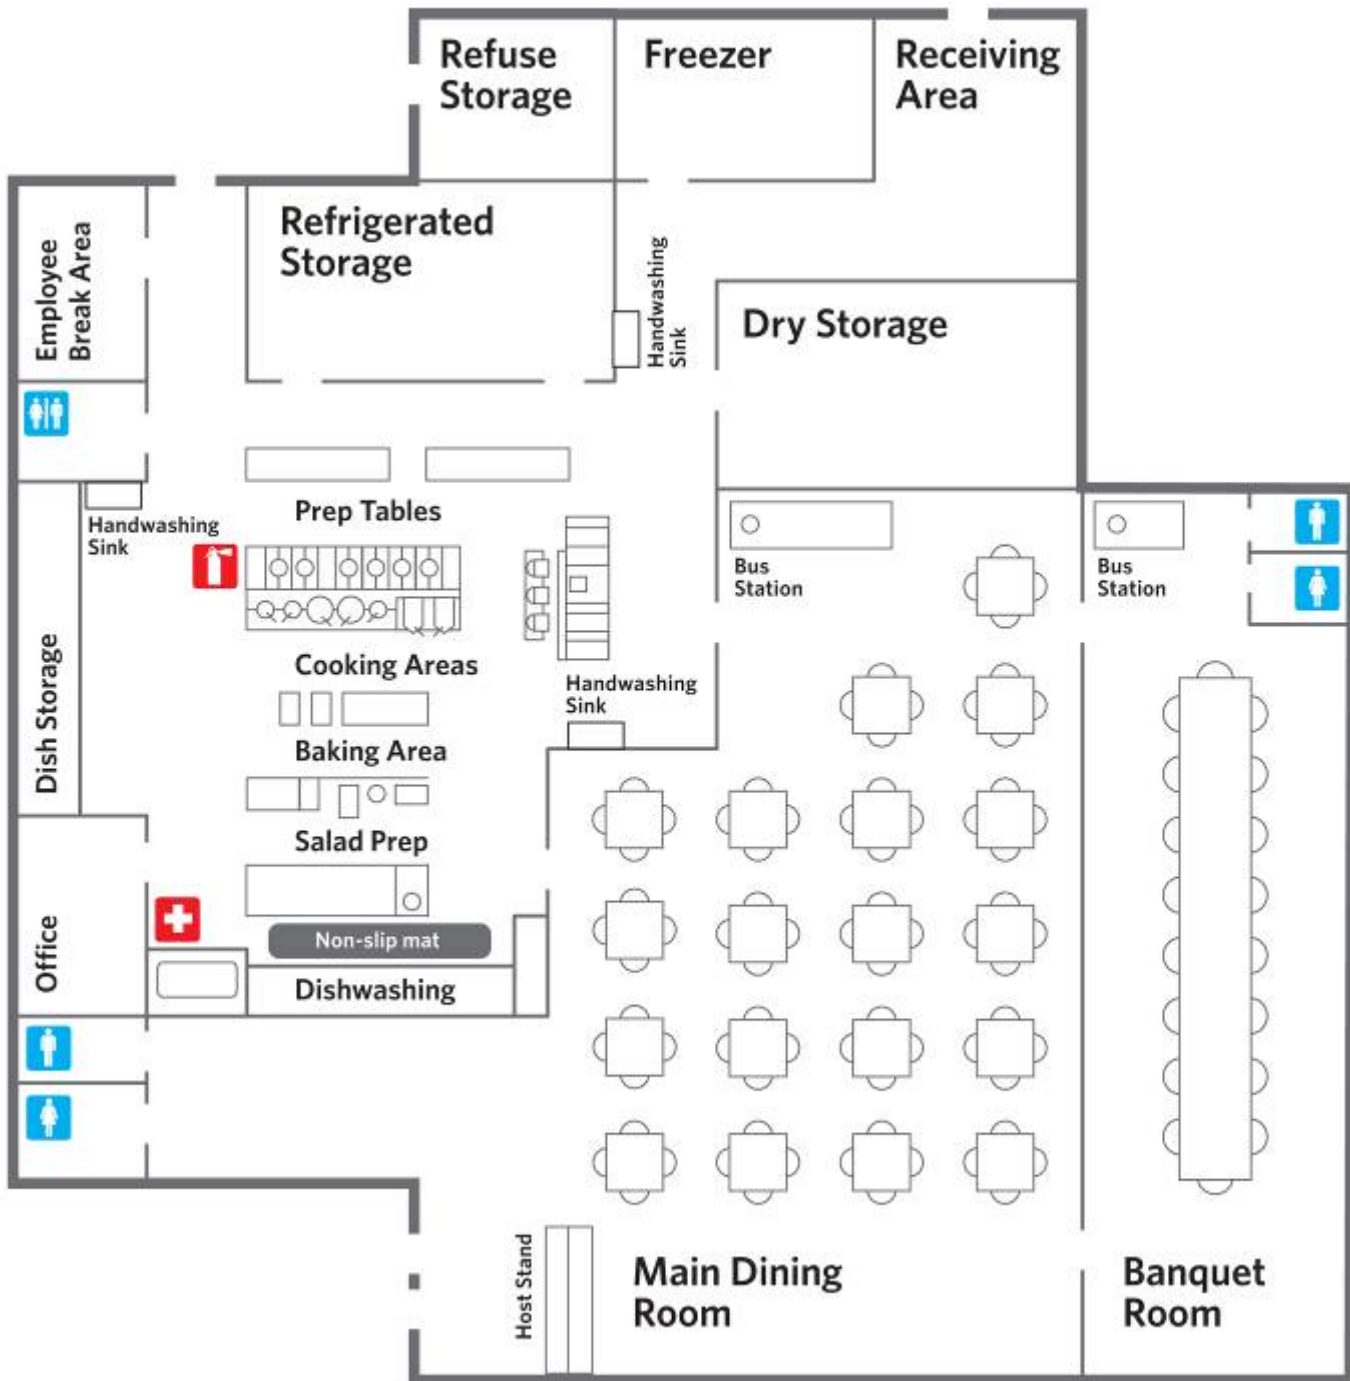 Refuse
Storage
Freezer
Receiving
Area
Employee
Break Area
Refrigerated
Storage
Handwashing
Sink
Dry Storage
Handwashing
Sink
Prep Tables
Bus
Station
Bus
Station
Dish Storage
Cooking Areas
Handwashing
Sink
Baking Area
Salad Prep
Office
Non-slip mat
Dishwashing
Host Stand
Main Dining
Room
Banquet
Room